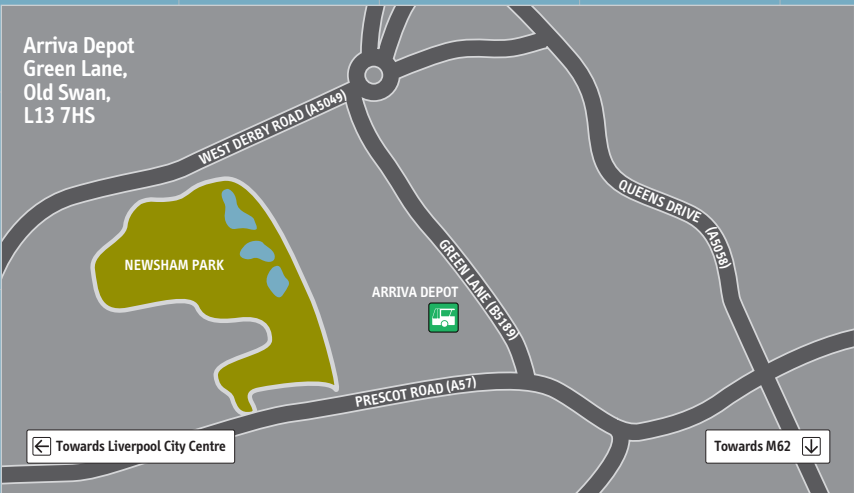 Arriva Depot
Green Lane,
Old Swan,
L13 7HS
WEST DERBY ROAD (A5049)
QUEENS DRIVE (A5058)
NEWSHAM PARK
GREEN LANE (B5189)
ARRIVA DEPOT
PRESCOT ROAD (A57)
Towards Liverpool City Centre
Towards M62